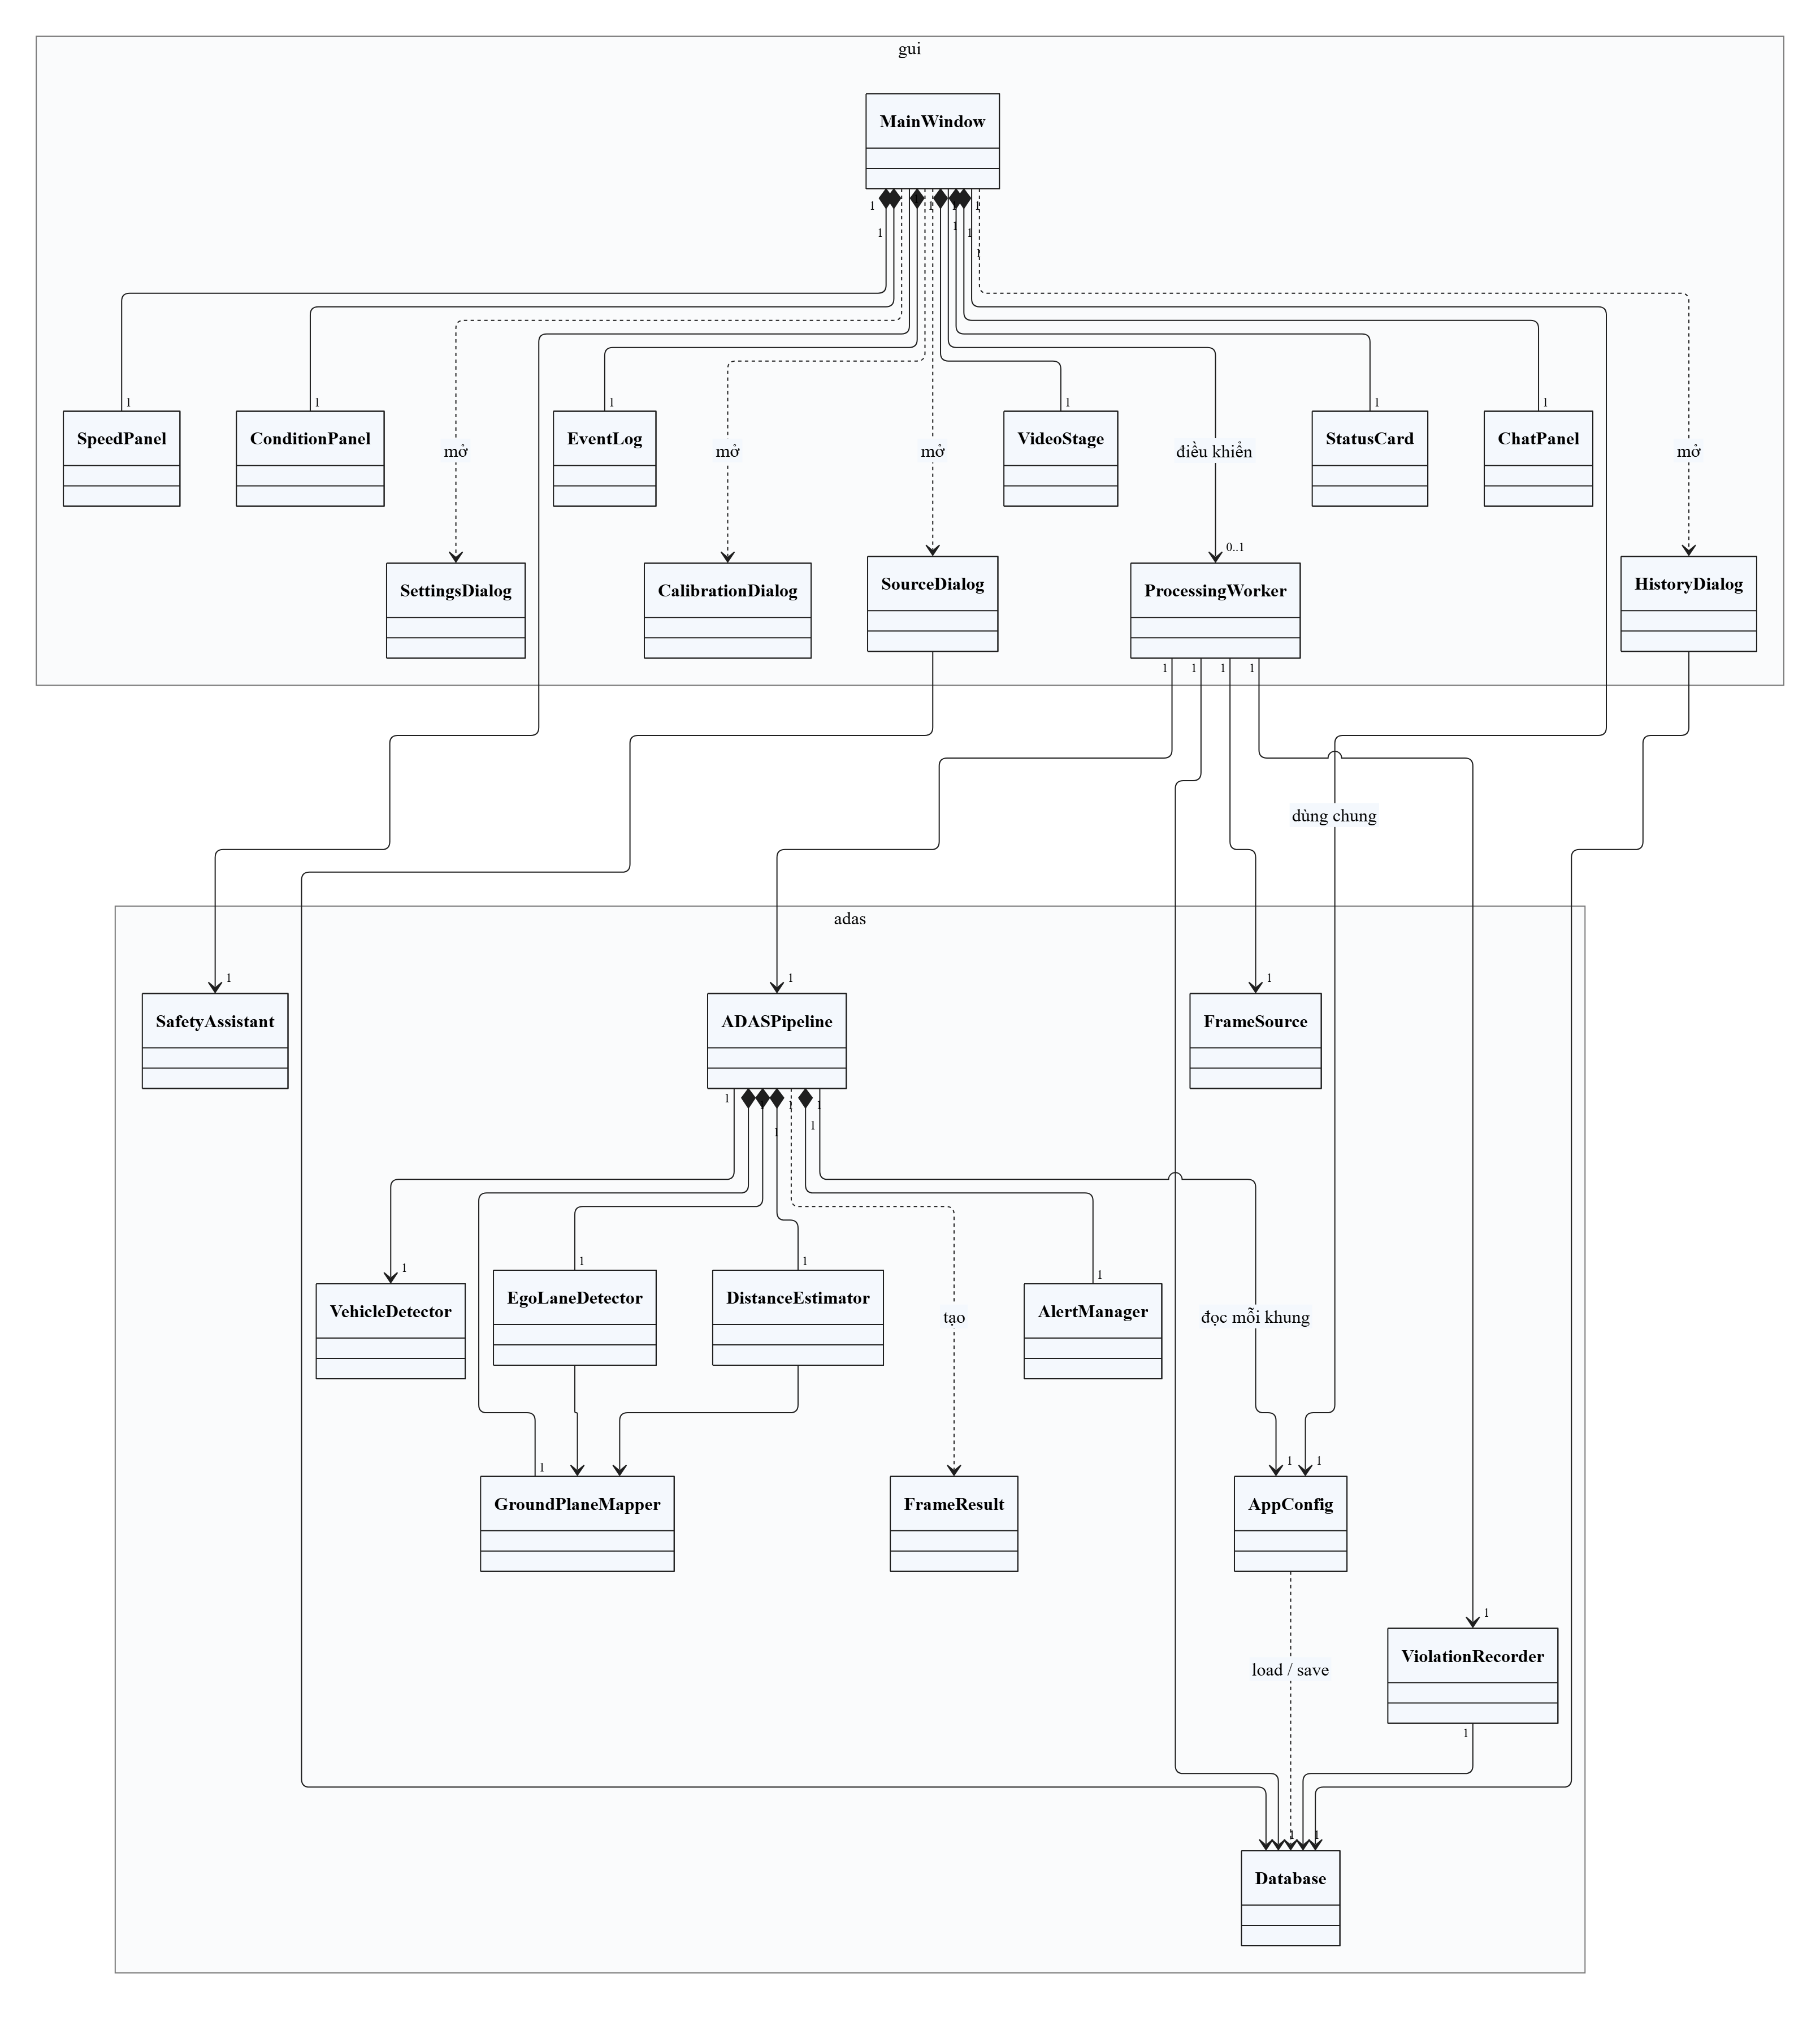 gui
MainWindow
1
1
1
1
1
1
1
1
1
1
1
1
1
1
SpeedPanel
ConditionPanel
EventLog
VideoStage
StatusCard
ChatPanel
mở
mở
mở
điều khiển
mở
0..1
SettingsDialog
CalibrationDialog
SourceDialog
ProcessingWorker
HistoryDialog
1
1
1
1
dùng chung
adas
1
1
1
SafetyAssistant
ADASPipeline
FrameSource
1
1
1
1
1
1
1
1
1
VehicleDetector
EgoLaneDetector
DistanceEstimator
tạo
AlertManager
đọc mỗi khung
1
1
1
GroundPlaneMapper
FrameResult
AppConfig
1
load / save
ViolationRecorder
1
1
1
Database